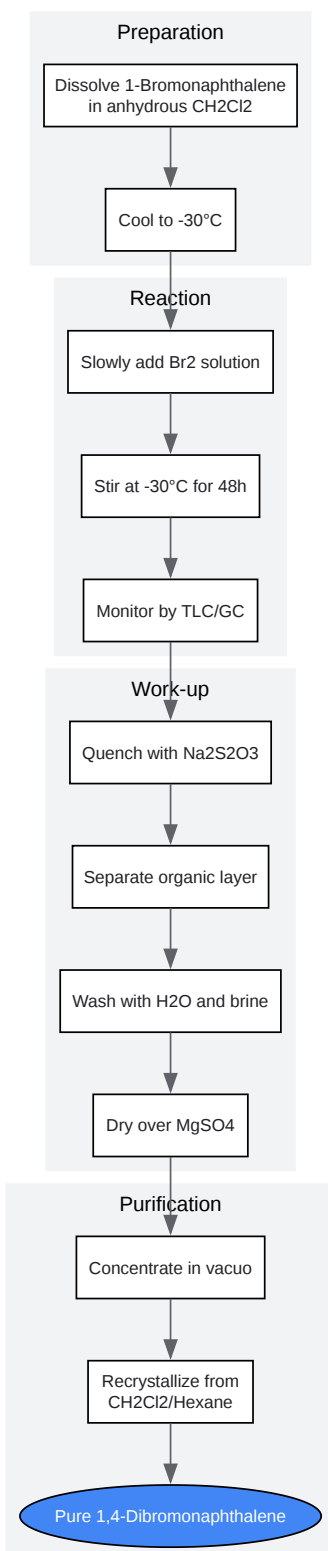 Preparation
Dissolve 1-Bromonaphthalene
in anhydrous CH2Cl2
Cool to -30°C
Reaction
Slowly add Br2 solution
Stir at -30°C for 48h
Monitor by TLC/GC
Work-up
Quench with Na2S2O3
Separate organic layer
Wash with H2O and brine
Dry over MgSO4
Purification
Concentrate in vacuo
Recrystallize from
CH2Cl2/Hexane
Pure 1,4-Dibromonaphthalene